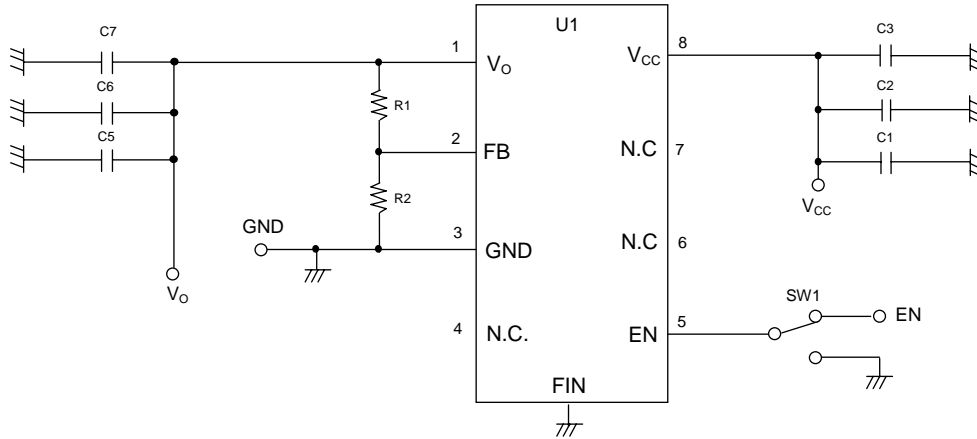 U1
C7
C6
C5
1
V_O
R1
2
FB
R2
GND
3
GND
V_O
4
N.C.
FIN
8
V_CC
C3
C2
C1
N.C
7
V_CC
N.C
6
SW1
EN
5
EN